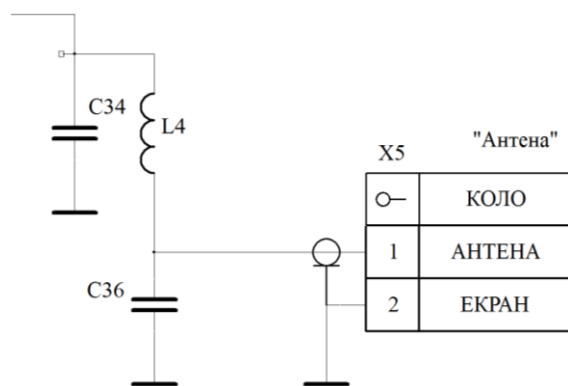 C34
L4
X5
"Антена"
КОЛО
1 АНТЕНА
C36
2 ЕКРАН